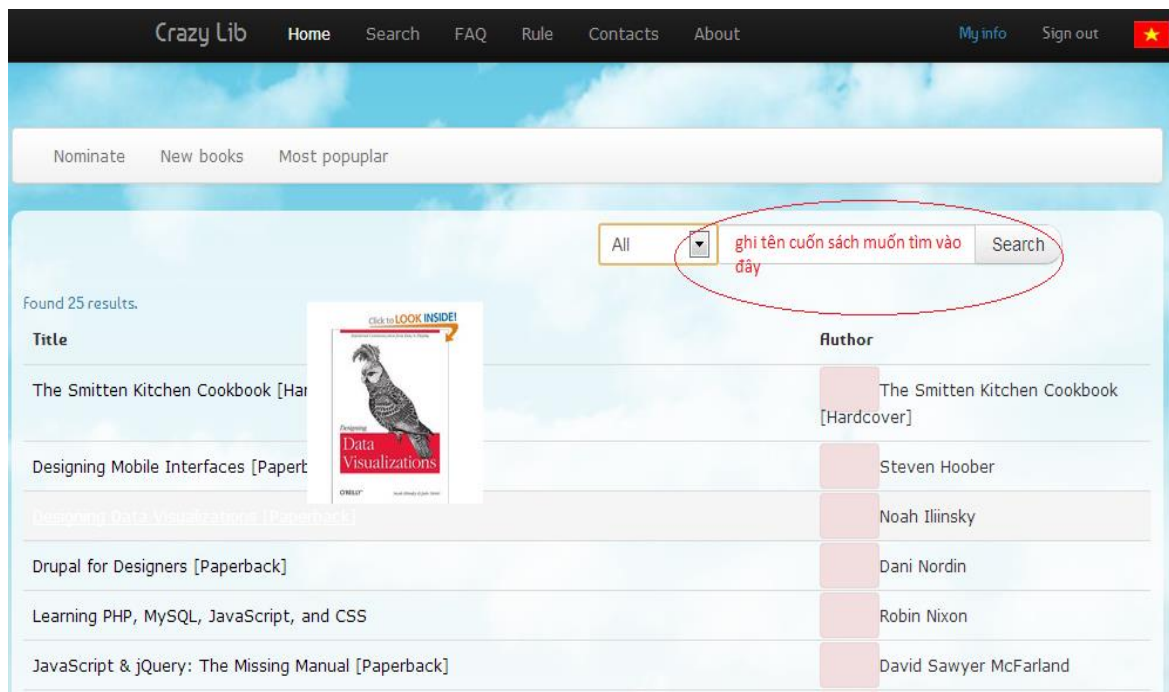 Crazy Lib Home Search FAQ Rule Contacts About My info Sign out
Nominate New books Most popuplar
All ghi tên cuốn sách muốn tìm vào Search
đây
Found 25 results.
Click to LOOK INSIDE!
Title Author
The Smitten Kitchen Cookbook [Har The Smitten Kitchen Cookbook
[Hardcover]
Designing
Data
Visualizations
O'REILLY
Designing Mobile Interfaces [Paperb Steven Hoober
Designing Data Visualizations [Paperback] Noah Iliinsky
Drupal for Designers [Paperback] Dani Nordin
Learning PHP, MySQL, JavaScript, and CSS Robin Nixon
JavaScript & jQuery: The Missing Manual [Paperback] David Sawyer McFarland